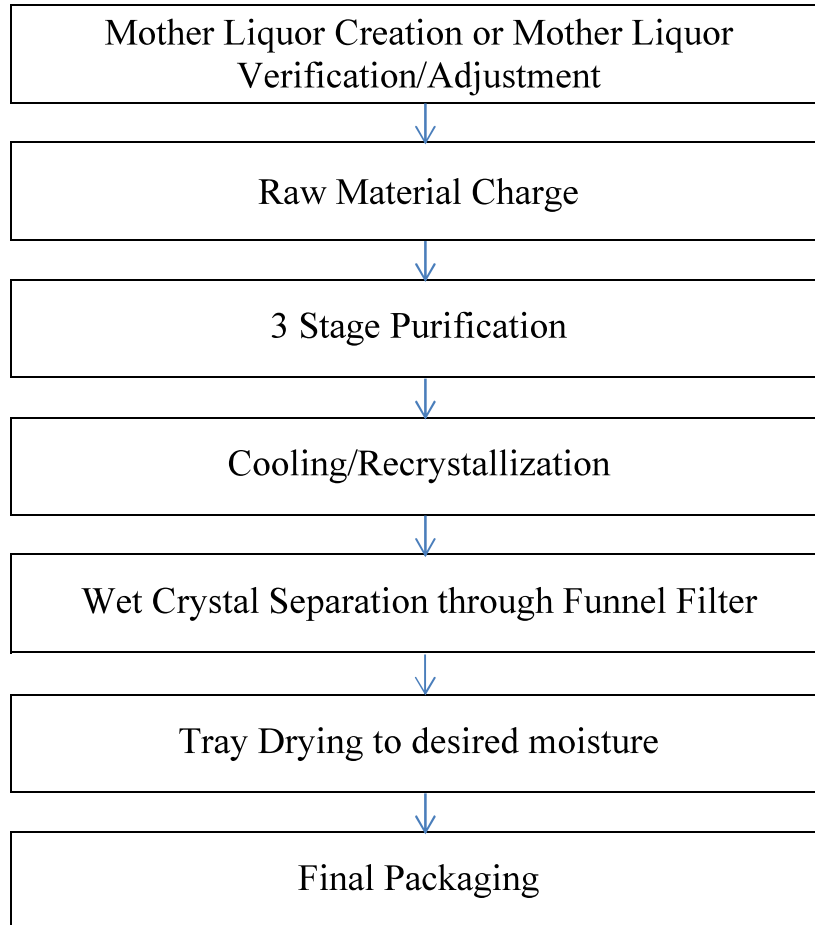 Mother Liquor Creation or Mother Liquor
Verification/Adjustment
Raw Material Charge
3 Stage Purification
Cooling/Recrystallization
Wet Crystal Separation through Funnel Filter
Tray Drying to desired moisture
Final Packaging